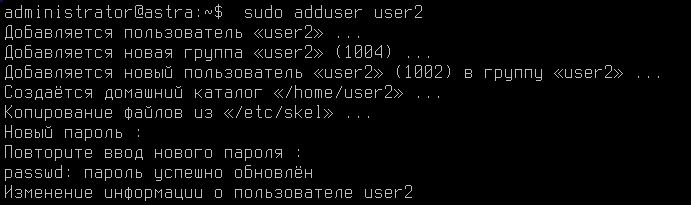 administrator@astra:~$  sudo adduser user2
Добавляется пользователь «user2» ...
Добавляется новая группа «user2» (1004) ...
Добавляется новый пользователь «user2» (1002) в группу «user2» ...
Создаётся домашний каталог «/home/user2» ...
Копирование файлов из «/etc/skel» ...
Новый пароль :
Повторите ввод нового пароля :
passwd: пароль успешно обновлён
Изменение информации о пользователе user2